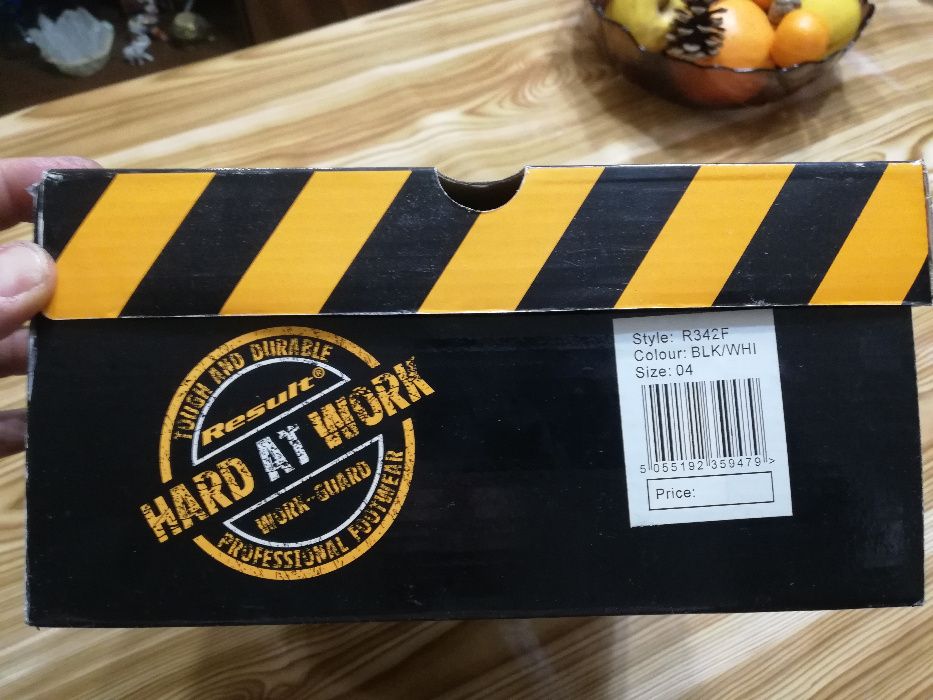 TOUGH AND DURABLE
Result®
HARD AT WORK
WORK-GUARD
PROFESSIONAL FOOTWEAR
Style: R342F
Colour: BLK/WHI
Size: 04
5 055192 359479 >
Price: